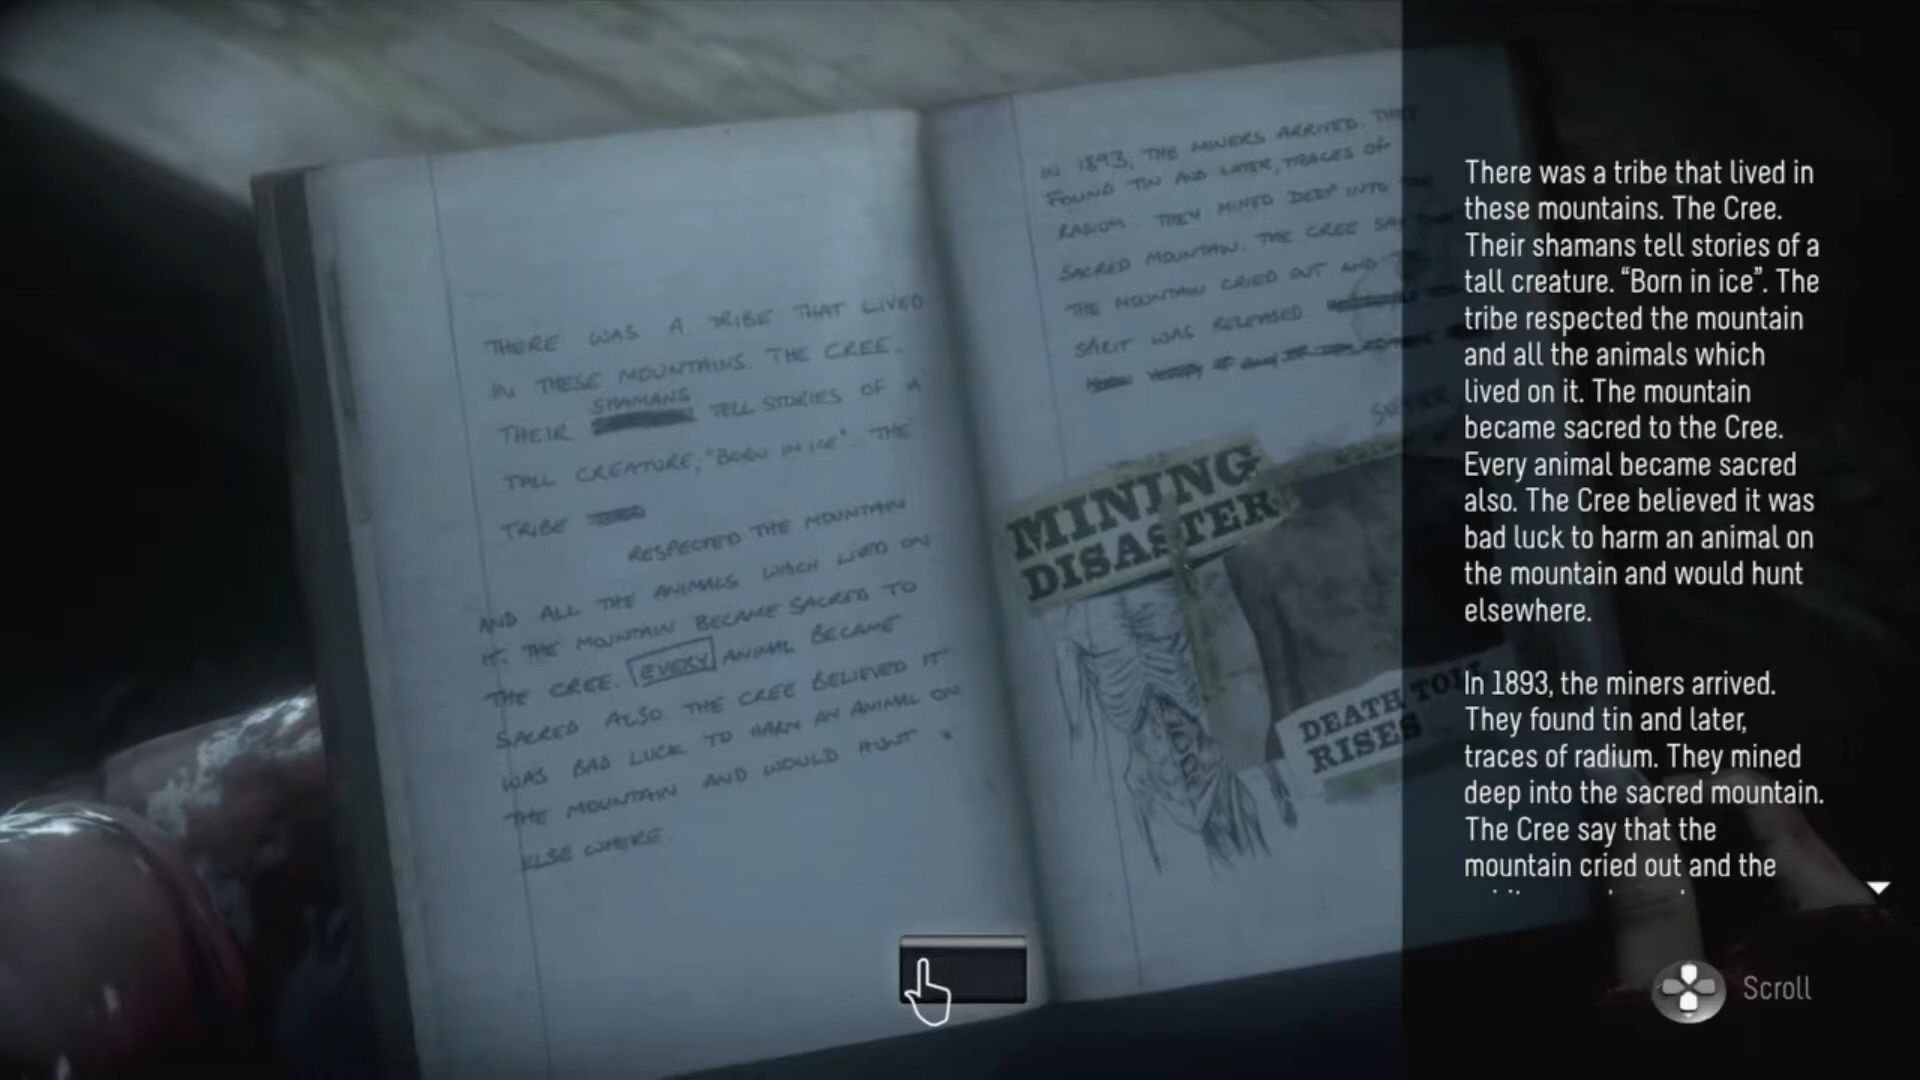 THERE WAS A TRIBE THAT LIVED
IN THESE MOUNTAINS. THE CREE.
SHAMANS
THEIR TELL STORIES OF A
TALL CREATURE, "BORN IN ICE". THE
TRIBE
RESPECTED THE MOUNTAIN
AND ALL THE ANIMALS WHICH LIVED ON
IT. THE MOUNTAIN BECAME SACRED TO
THE CREE. EVERY ANIMAL BECAME
SACRED ALSO. THE CREE BELIEVED IT
WAS BAD LUCK TO HARM AN ANIMAL ON
THE MOUNTAIN AND WOULD HUNT
ELSE WHERE.
IN 1893, THE MINERS ARRIVED. THEY
FOUND TIN AND LATER, TRACES OF
RADIUM. THEY MINED DEEP INTO THE
SACRED MOUNTAIN. THE CREE SAY THAT
THE MOUNTAIN CRIED OUT AND THE
WAS RELEASED.
MINING
DISASTER
DEATH TOLL
RISES
There was a tribe that lived in
these mountains. The Cree.
Their shamans tell stories of a
tall creature. “Born in ice”. The
tribe respected the mountain
and all the animals which
lived on it. The mountain
became sacred to the Cree.
Every animal became sacred
also. The Cree believed it was
bad luck to harm an animal on
the mountain and would hunt
elsewhere.
In 1893, the miners arrived.
They found tin and later,
traces of radium. They mined
deep into the sacred mountain.
The Cree say that the
mountain cried out and the
Scroll